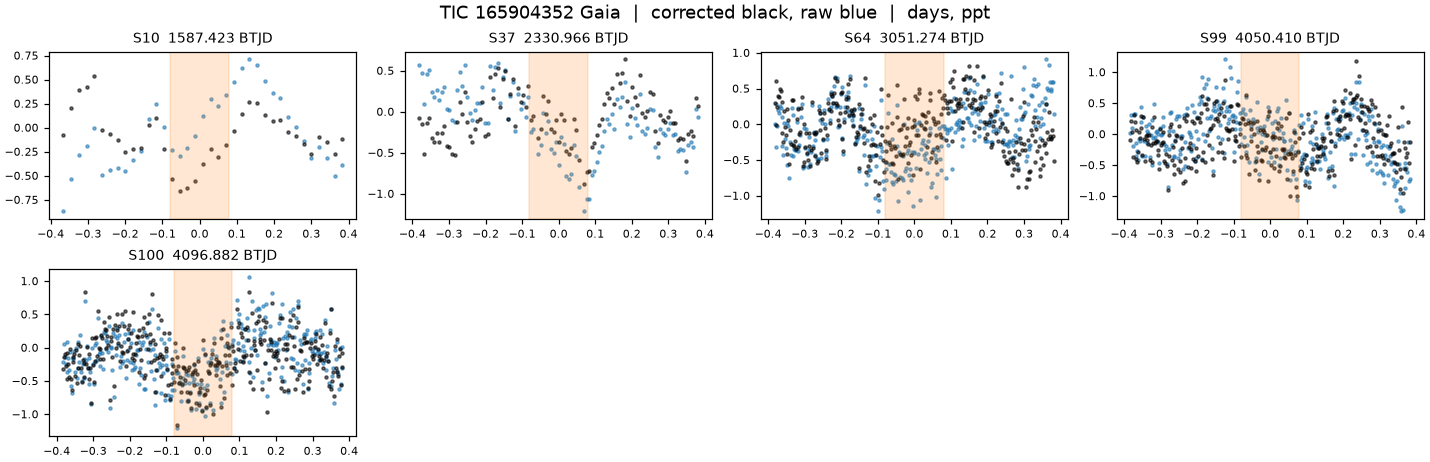 TIC 165904352 Gaia | corrected black, raw blue | days, ppt
S10 1587.423 BTJD
S37 2330.966 BTJD
S64 3051.274 BTJD
S99 4050.410 BTJD
0.75
0.50
0.25
0.00
−0.25
−0.50
−0.75
−0.4 −0.3 −0.2 −0.1 0.0 0.1 0.2 0.3 0.4
0.5
0.0
−0.5
−1.0
−0.4 −0.3 −0.2 −0.1 0.0 0.1 0.2 0.3 0.4
1.0
0.5
0.0
−0.5
−1.0
−0.4 −0.3 −0.2 −0.1 0.0 0.1 0.2 0.3 0.4
1.0
0.5
0.0
−0.5
−1.0
−0.4 −0.3 −0.2 −0.1 0.0 0.1 0.2 0.3 0.4
S100 4096.882 BTJD
1.0
0.5
0.0
−0.5
−1.0
−0.4 −0.3 −0.2 −0.1 0.0 0.1 0.2 0.3 0.4